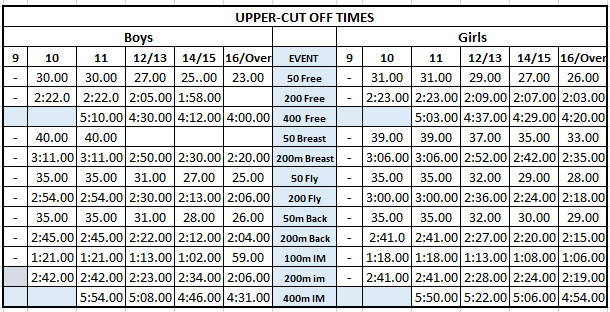 UPPER-CUT OFF TIMES
Boys Girls
9 10 11 12/13 14/15 16/Over EVENT 9 10 11 12/13 14/15 16/Over
- 30.00 30.00 27.00 25..00 23.00 50 Free - 31.00 31.00 29.00 27.00 26.00
- 2:22.0 2:22.0 2:05.00 1:58.00 200 Free - 2:23.00 2:23.00 2:09.00 2:07.00 2:03.00
5:10.00 4:30.00 4:12.00 4:00.00 400 Free 5:03.00 4:37.00 4:29.00 4:20.00
- 40.00 40.00 50 Breast - 39.00 39.00 37.00 35.00 33.00
- 3:11.00 3:11.00 2:50.00 2:30.00 2:20.00 200m Breast - 3:06.00 3:06.00 2:52.00 2:42.00 2:35.00
- 35.00 35.00 31.00 27.00 25.00 50 Fly - 35.00 35.00 32.00 29.00 28.00
- 2:54.00 2:54.00 2:30.00 2:13.00 2:06.00 200 Fly - 3:00.00 3:00.00 2:36.00 2:24.00 2:18.00
- 35.00 35.00 31.00 28.00 26.00 50m Back - 35.00 35.00 32.00 30.00 29.00
- 2:45.00 2:45.00 2:22.00 2:12.00 2:04.00 200m Back - 2:41.0 2:41.00 2:27.00 2:20.00 2:15.00
- 1:21.00 1:21.00 1:13.00 1:02.00 59.00 100m IM - 1:18.00 1:18.00 1:13.00 1:08.00 1:06.00
2:42.00 2:42.00 2:23.00 2:34.00 2:06.00 200m im - 2:41.00 2:41.00 2:28.00 2:24.00 2:19.00
5:54.00 5:08.00 4:46.00 4:31.00 400m IM 5:50.00 5:22.00 5:06.00 4:54.00